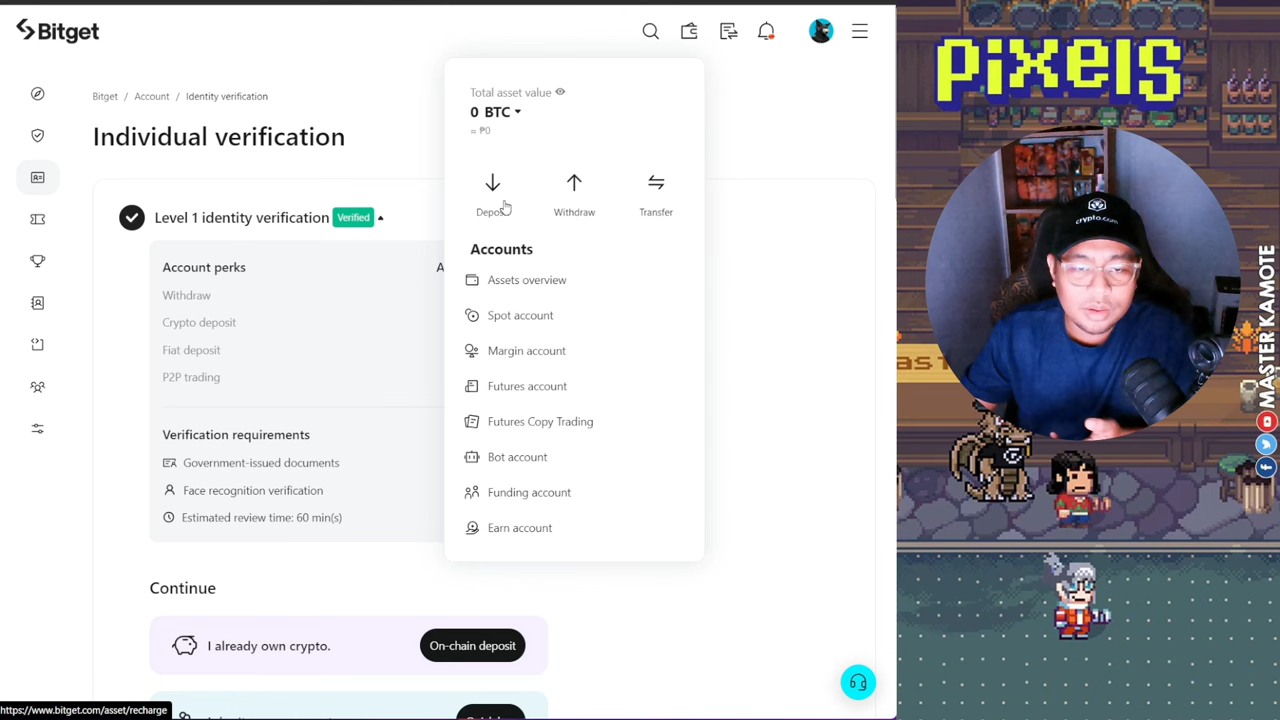 Bitget
Bitget / Account / Identity verification
Individual verification
Level 1 identity verification Verified
Account perks
Withdraw
Crypto deposit
Fiat deposit
P2P trading
Verification requirements
Government-issued documents
Face recognition verification
Estimated review time: 60 min(s)
Continue
I already own crypto.
On-chain deposit
https://www.bitget.com/asset/recharge
Total asset value
0 BTC
≈ ₱0
Withdraw
Transfer
Accounts
Assets overview
Spot account
Margin account
Futures account
Futures Copy Trading
Bot account
Funding account
Earn account
pixels
crypto.com
MASTER KAMOTE